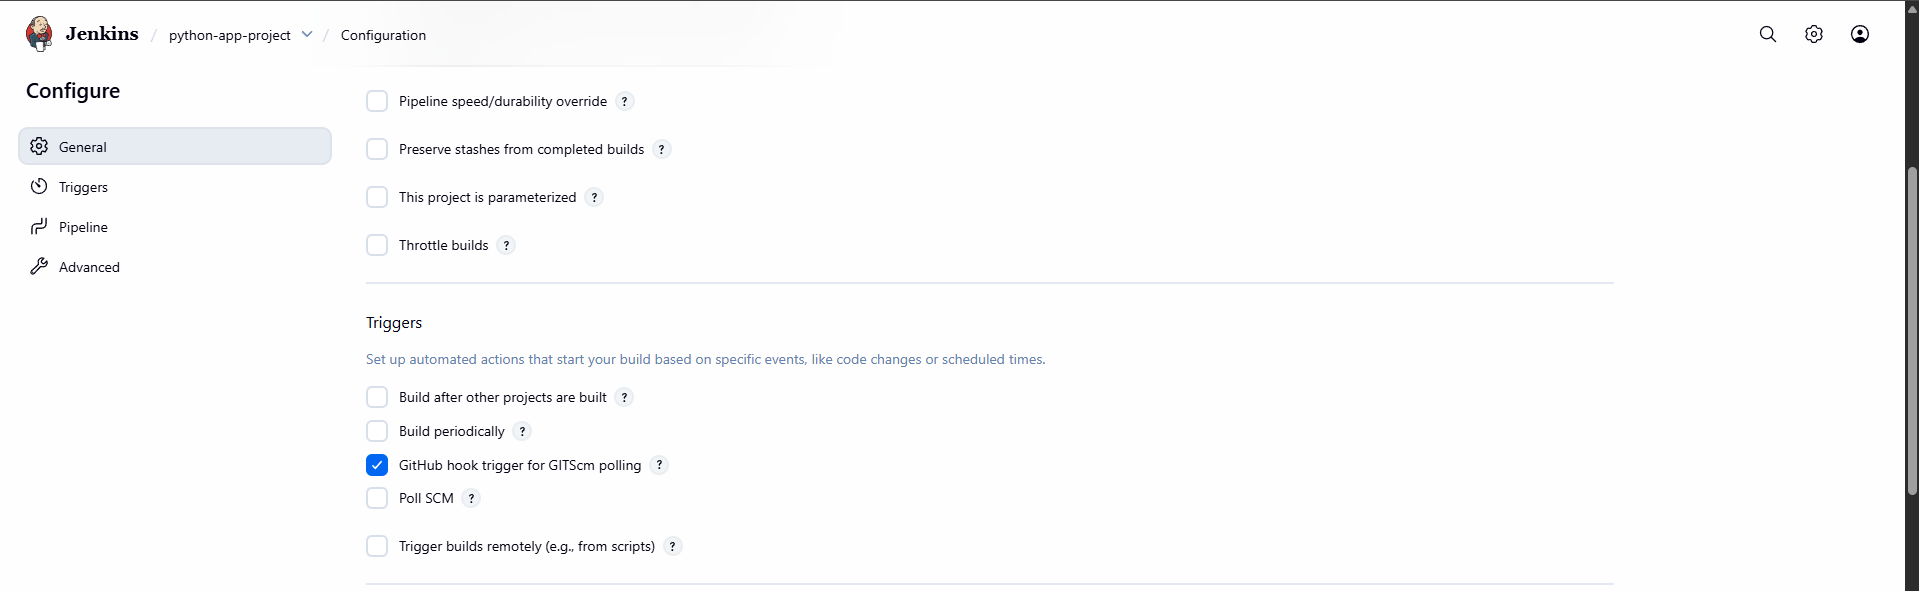 Jenkins / python-app-project / Configuration
Configure
General
Triggers
Pipeline
Advanced
Pipeline speed/durability override ?
Preserve stashes from completed builds ?
This project is parameterized ?
Throttle builds ?
Triggers
Set up automated actions that start your build based on specific events, like code changes or scheduled times.
Build after other projects are built ?
Build periodically ?
GitHub hook trigger for GITScm polling ?
Poll SCM ?
Trigger builds remotely (e.g., from scripts) ?